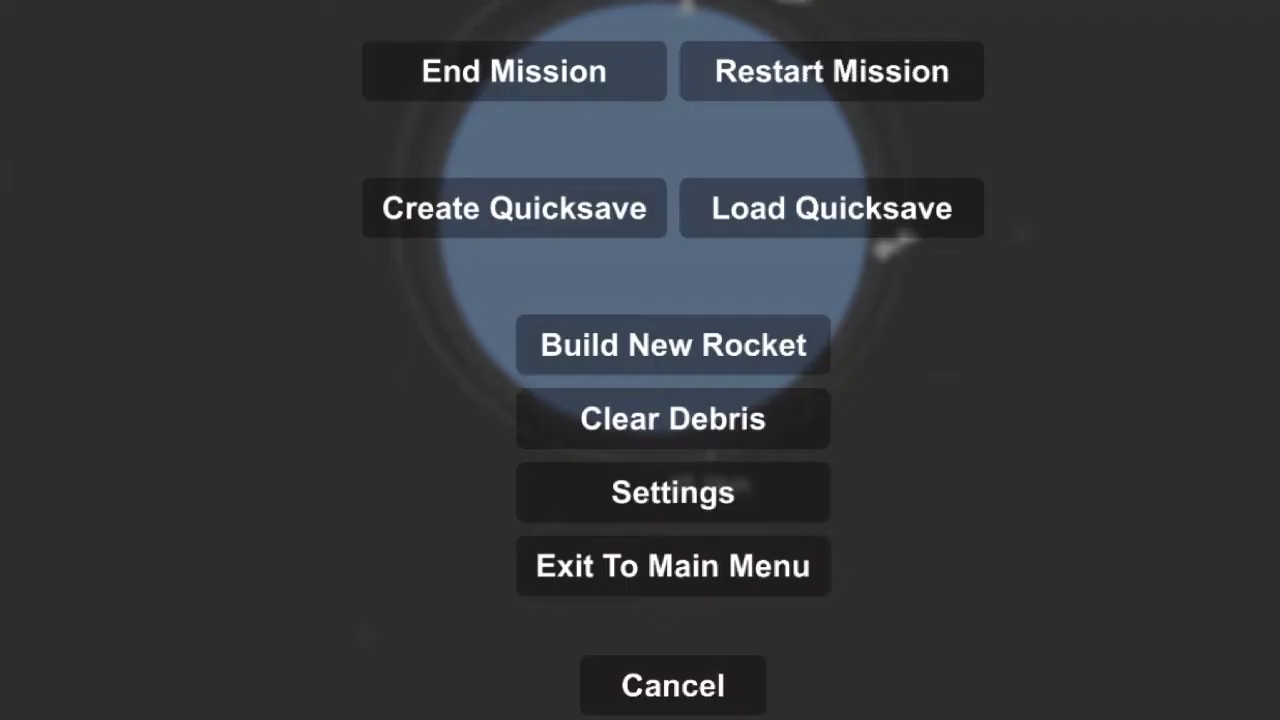 End Mission
Restart Mission
Create Quicksave
Load Quicksave
Build New Rocket
Clear Debris
Settings
Exit To Main Menu
Cancel